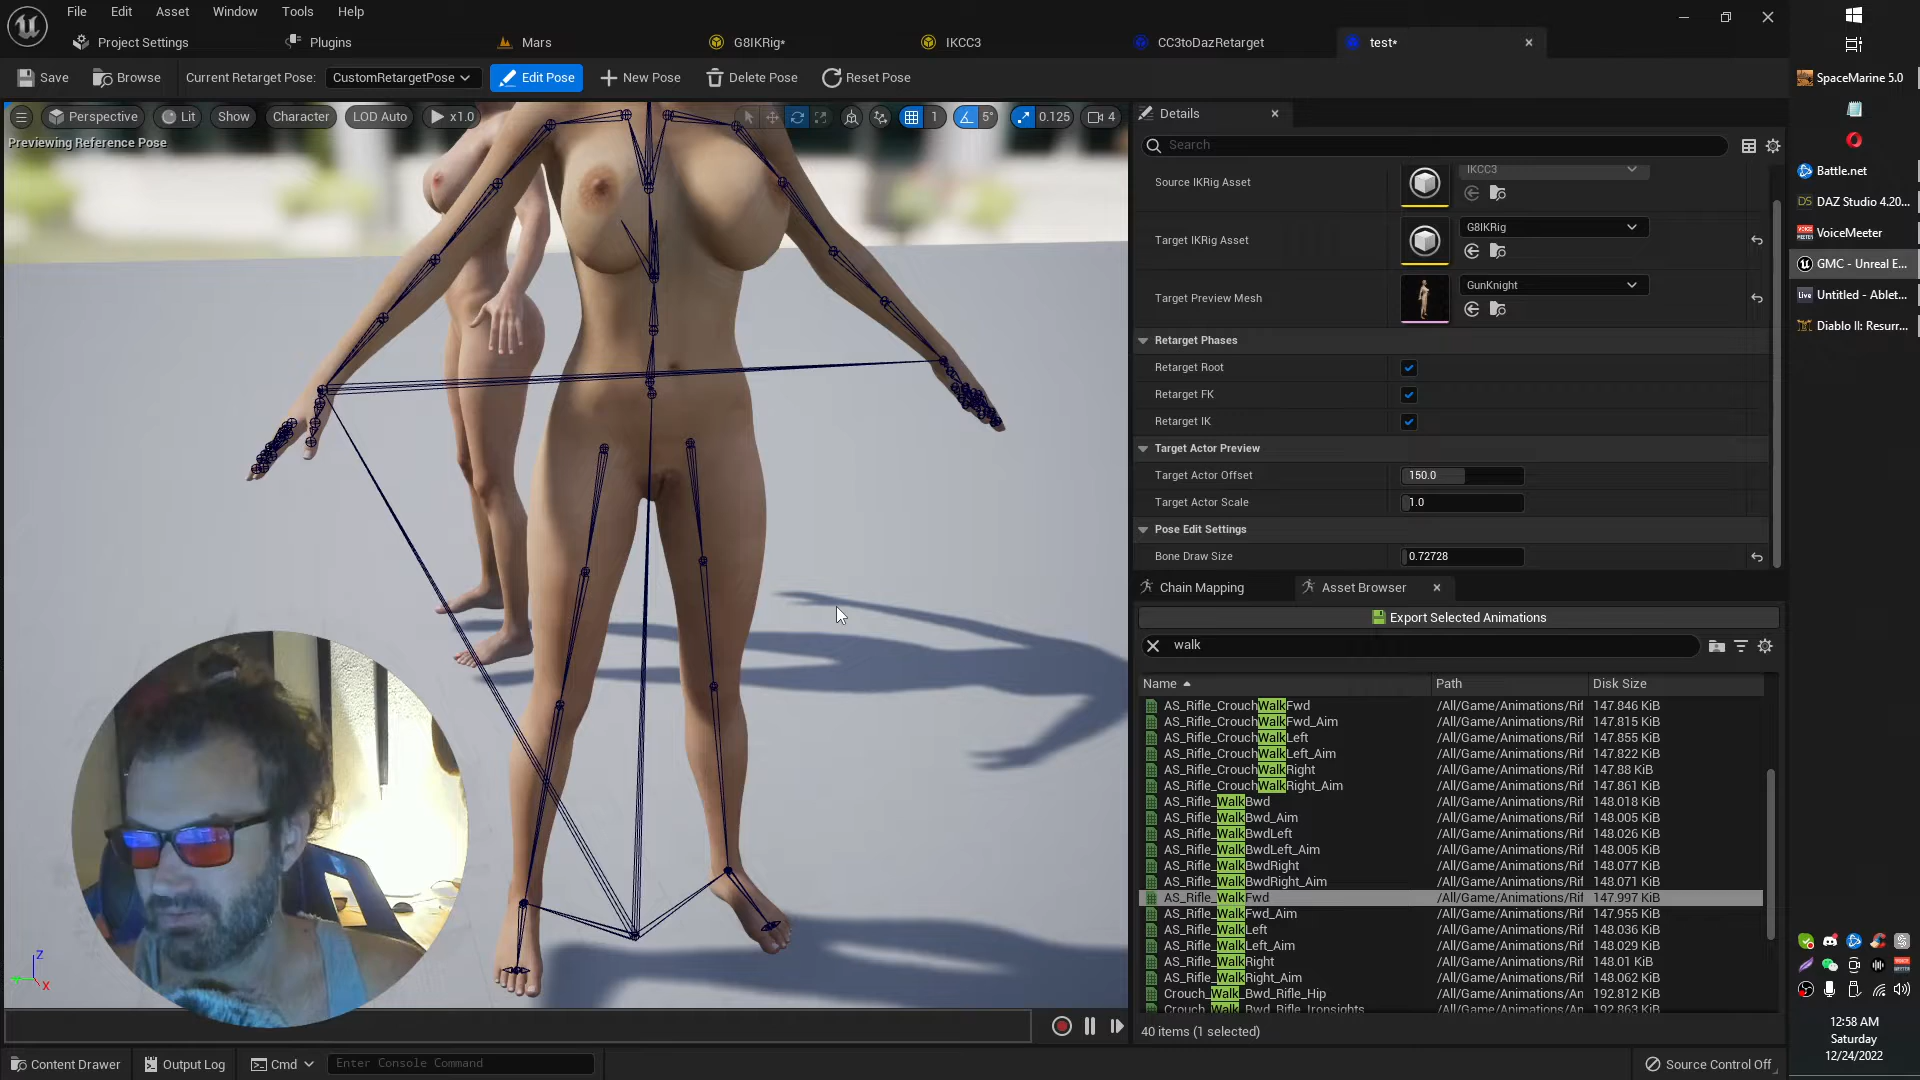 File Edit Asset Window Tools Help
Project Settings Plugins Mars G8IKRig* IKCC3 CC3toDazRetarget test*
Save Browse Current Retarget Pose: CustomRetargetPose Edit Pose New Pose Delete Pose Reset Pose
Perspective Lit Show Character LOD Auto x1.0 1 5° 0.125 4
Previewing Reference Pose
Details
Search
Source IKRig Asset IKCC3
Target IKRig Asset G8IKRig
Target Preview Mesh GunKnight
Retarget Phases
Retarget Root
Retarget FK
Retarget IK
Target Actor Preview
Target Actor Offset 150.0
Target Actor Scale 1.0
Pose Edit Settings
Bone Draw Size 0.72728
Chain Mapping Asset Browser
Export Selected Animations
walk
Name Path Disk Size
AS_Rifle_CrouchWalkFwd /All/Game/Animations/Rif 147.846 KiB
AS_Rifle_CrouchWalkFwd_Aim /All/Game/Animations/Rif 147.815 KiB
AS_Rifle_CrouchWalkLeft /All/Game/Animations/Rif 147.855 KiB
AS_Rifle_CrouchWalkLeft_Aim /All/Game/Animations/Rif 147.822 KiB
AS_Rifle_CrouchWalkRight /All/Game/Animations/Rif 147.88 KiB
AS_Rifle_CrouchWalkRight_Aim /All/Game/Animations/Rif 147.861 KiB
AS_Rifle_WalkBwd /All/Game/Animations/Rif 148.018 KiB
AS_Rifle_WalkBwd_Aim /All/Game/Animations/Rif 148.005 KiB
AS_Rifle_WalkBwdLeft /All/Game/Animations/Rif 148.026 KiB
AS_Rifle_WalkBwdLeft_Aim /All/Game/Animations/Rif 148.005 KiB
AS_Rifle_WalkBwdRight /All/Game/Animations/Rif 148.077 KiB
AS_Rifle_WalkBwdRight_Aim /All/Game/Animations/Rif 148.071 KiB
AS_Rifle_WalkFwd /All/Game/Animations/Rif 147.997 KiB
AS_Rifle_WalkFwd_Aim /All/Game/Animations/Rif 147.955 KiB
AS_Rifle_WalkLeft /All/Game/Animations/Rif 148.036 KiB
AS_Rifle_WalkLeft_Aim /All/Game/Animations/Rif 148.029 KiB
AS_Rifle_WalkRight /All/Game/Animations/Rif 148.01 KiB
AS_Rifle_WalkRight_Aim /All/Game/Animations/Rif 148.062 KiB
Crouch_Walk_Bwd_Rifle_Hip /All/Game/Animations/An 192.812 KiB
Crouch_Walk_Bwd_Rifle_Ironsights /All/Game/Animations/An 192.863 KiB
40 items (1 selected)
Z
X
Content Drawer Output Log Cmd Enter Console Command Source Control Off
SpaceMarine 5.0
Battle.net
DS DAZ Studio 4.20...
VoiceMeeter
GMC - Unreal E...
Live Untitled - Ablet...
Diablo II: Resurr...
12:58 AM
Saturday
12/24/2022